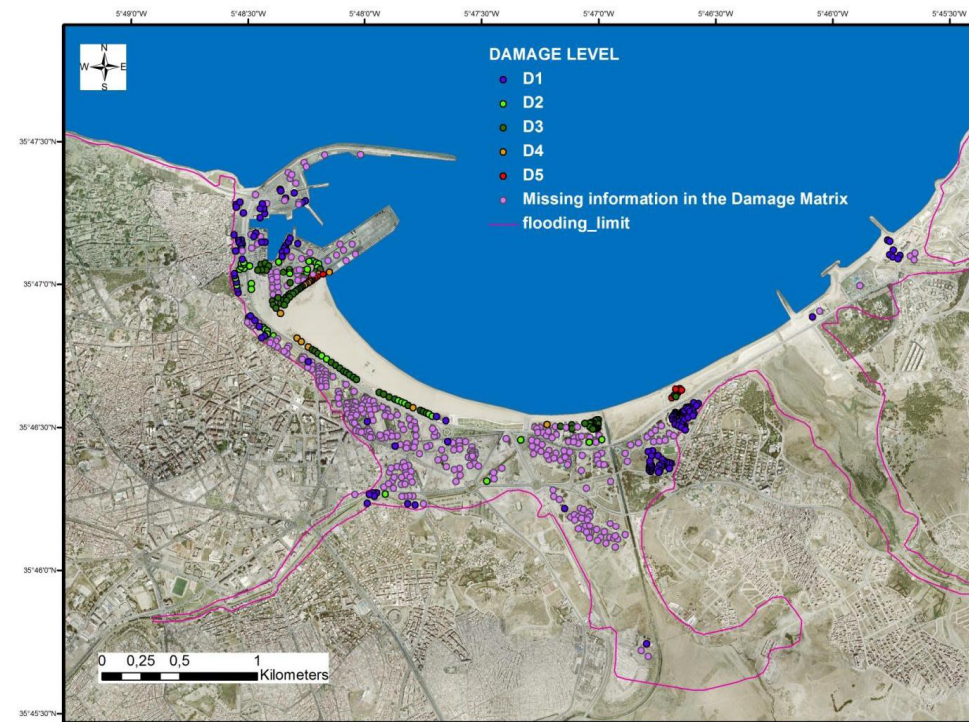 5°49'0"W 5°48'30"W 5°48'0"W 5°47'30"W 5°47'0"W 5°46'30"W 5°46'0"W 5°45'30"W
N
W E
S
DAMAGE LEVEL
D1
D2
D3
D4
D5
Missing information in the Damage Matrix
flooding_limit
35°47'30"N
35°47'0"N
35°46'30"N
35°46'0"N
35°45'30"N
0 0,25 0,5 1
Kilometers